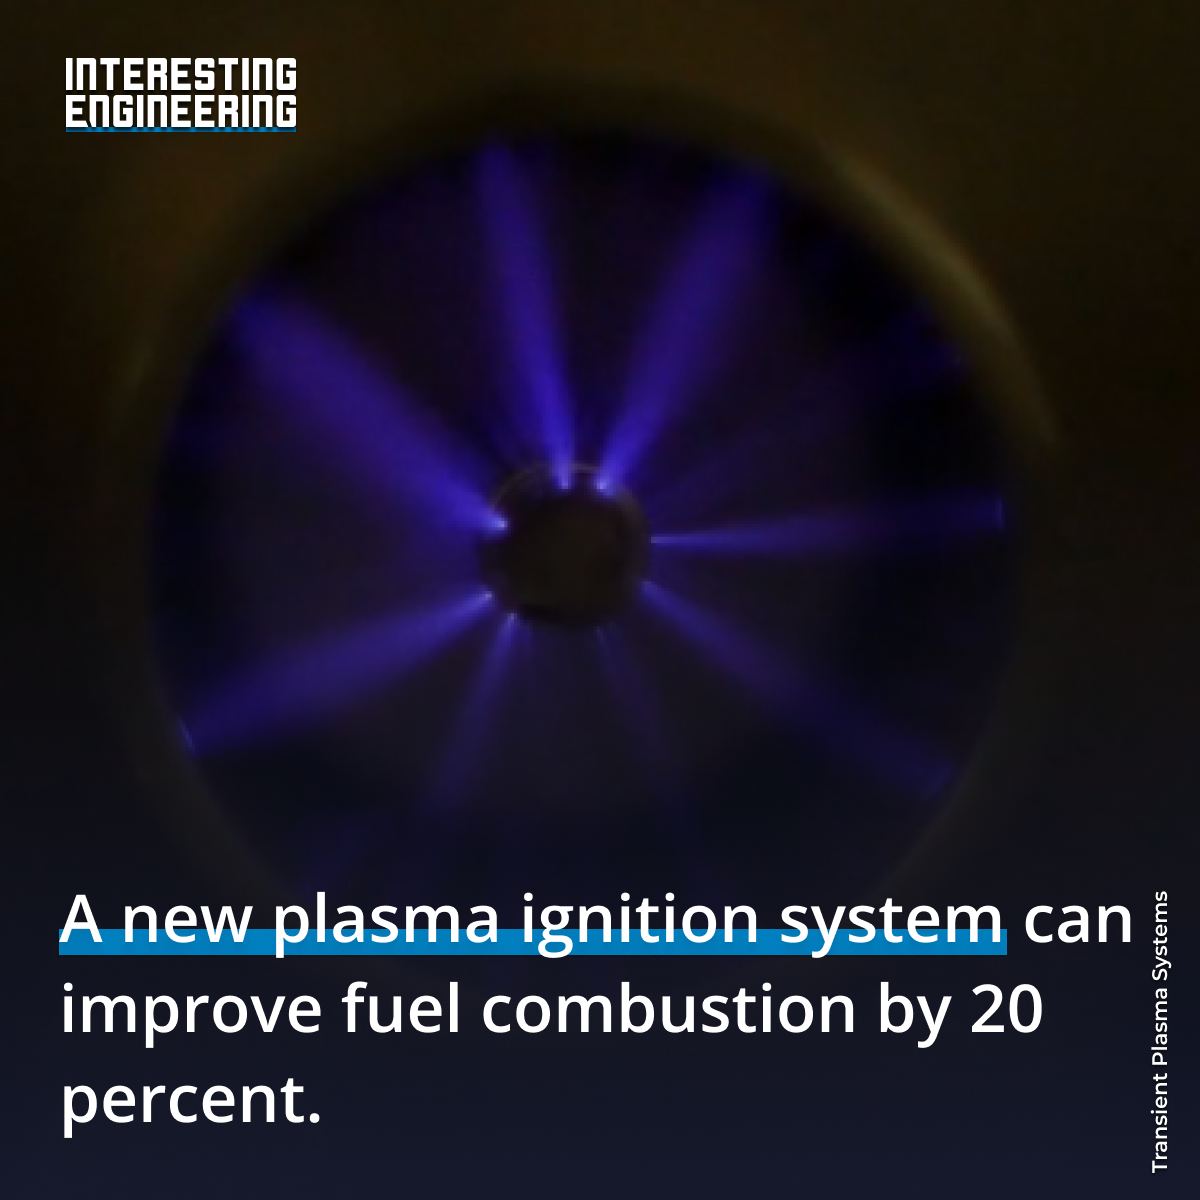 INTERESTING
ENGINEERING
A new plasma ignition system can
improve fuel combustion by 20
percent.
Transient Plasma Systems